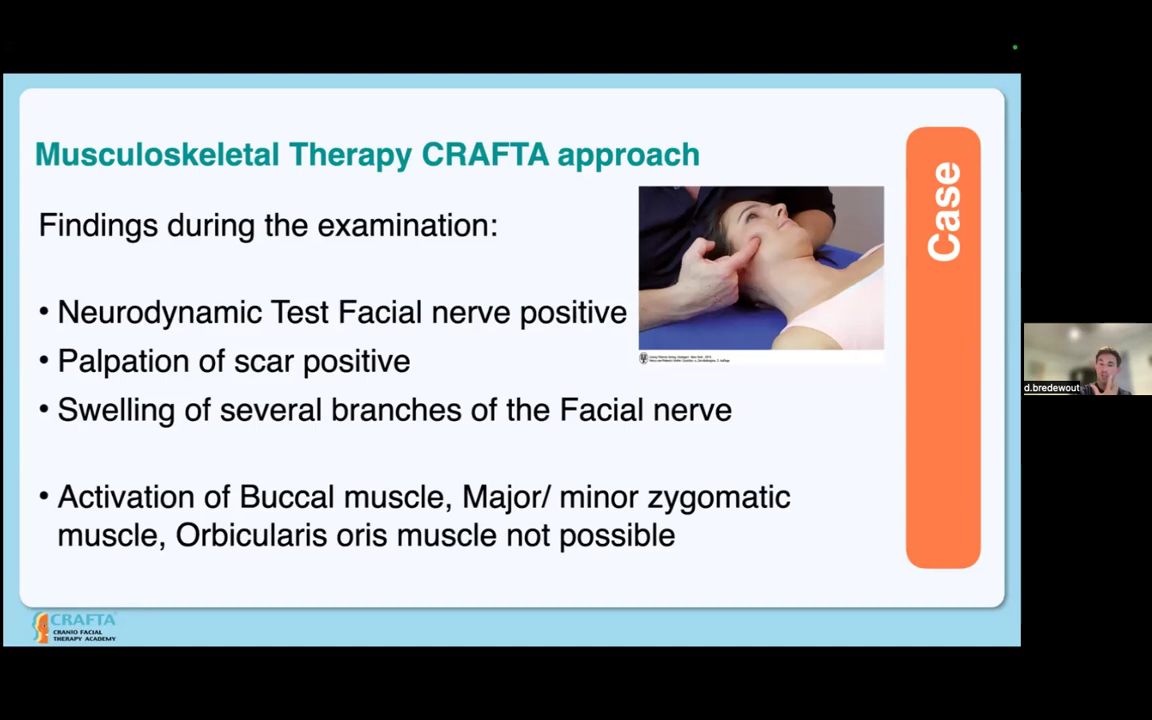 Musculoskeletal Therapy CRAFTA approach
Findings during the examination:
• Neurodynamic Test Facial nerve positive
• Palpation of scar positive
• Swelling of several branches of the Facial nerve
• Activation of Buccal muscle, Major/ minor zygomatic
muscle, Orbicularis oris muscle not possible
Case
d.bredewout
CRAFTA
CRANIO FACIAL
THERAPY ACADEMY